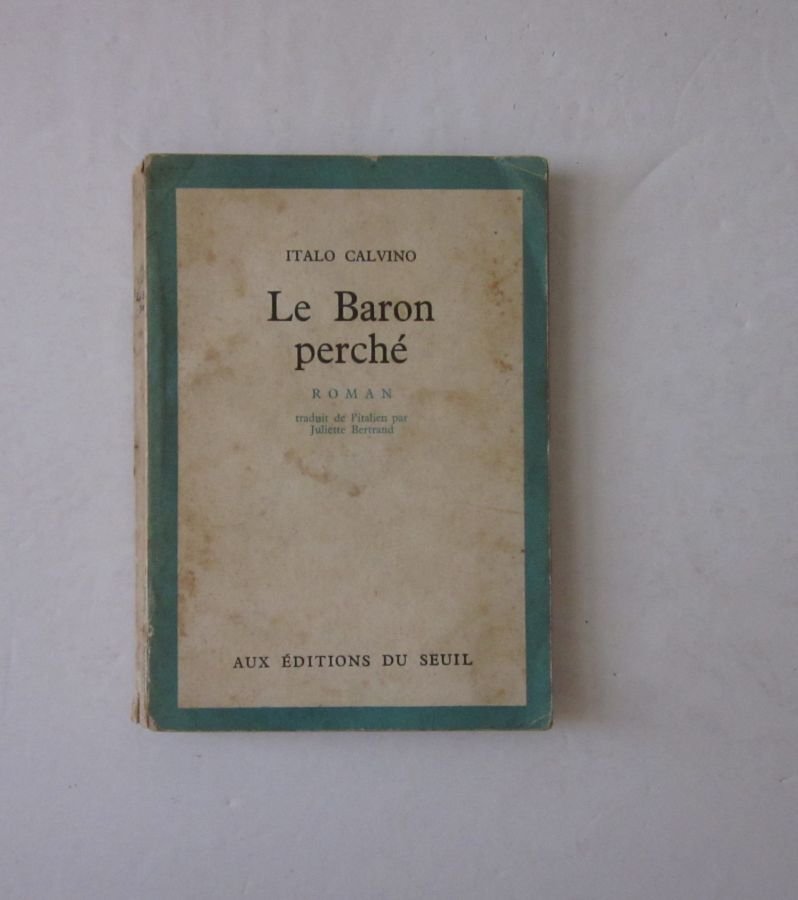 ITALO CALVINO
Le Baron
perché
ROMAN
traduit de l'italien par
Juliette Bertrand
AUX ÉDITIONS DU SEUIL